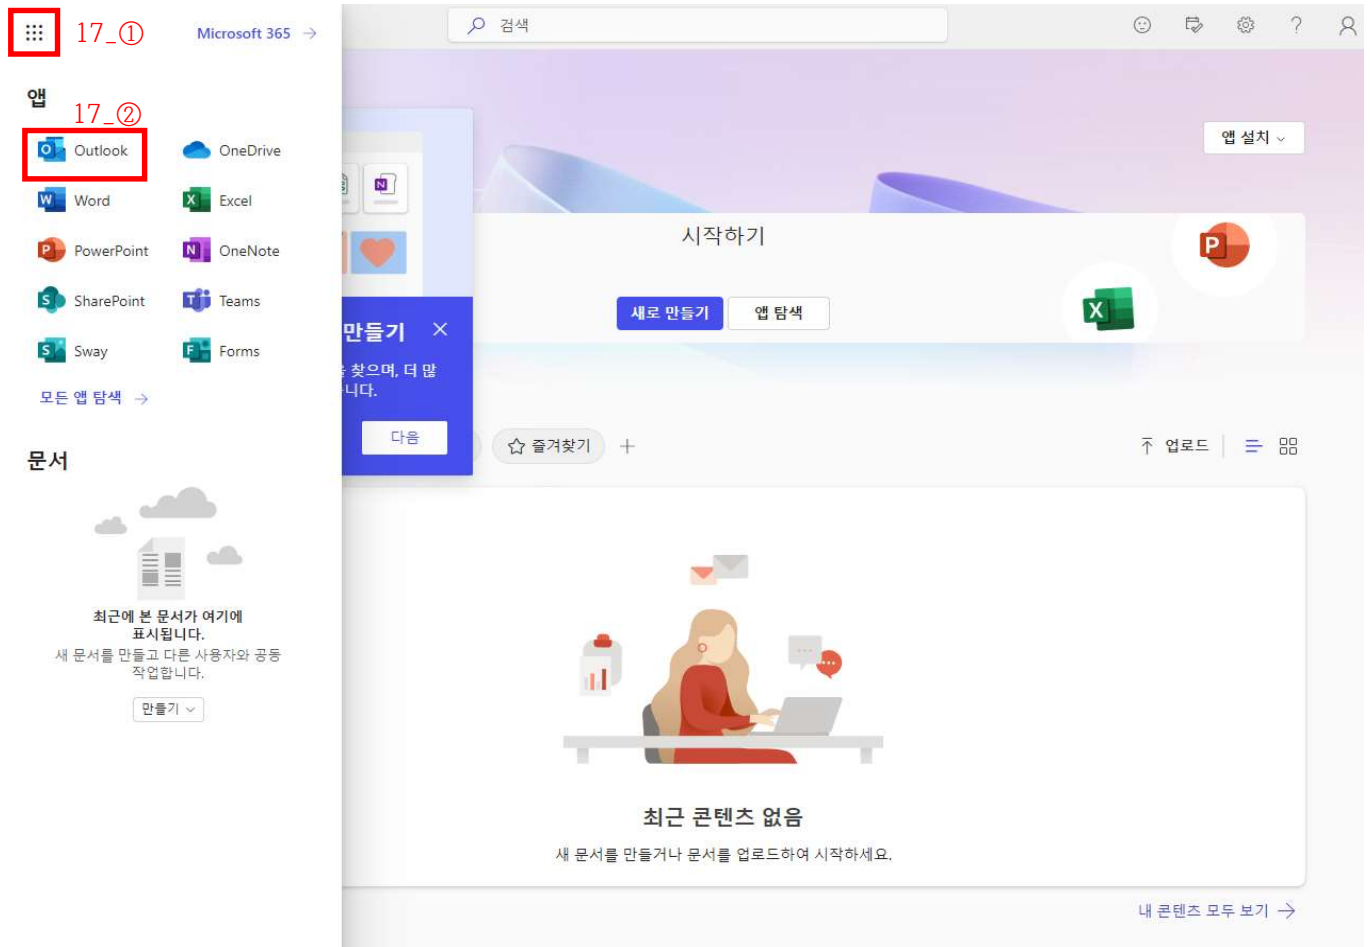 17_①
Microsoft 365 →
검색
앱
17_②
Outlook
OneDrive
Word
Excel
PowerPoint
OneNote
SharePoint
Teams
Sway
Forms
모든 앱 탐색 →
문서
최근에 본 문서가 여기에
표시됩니다.
새 문서를 만들고 다른 사용자와 공동
작업합니다.
만들기
앱 설치
시작하기
새로 만들기
앱 탐색
만들기
찾으며, 더 많
니다.
다음
즐겨찾기
업로드
최근 콘텐츠 없음
새 문서를 만들거나 문서를 업로드하여 시작하세요.
내 콘텐츠 모두 보기 →